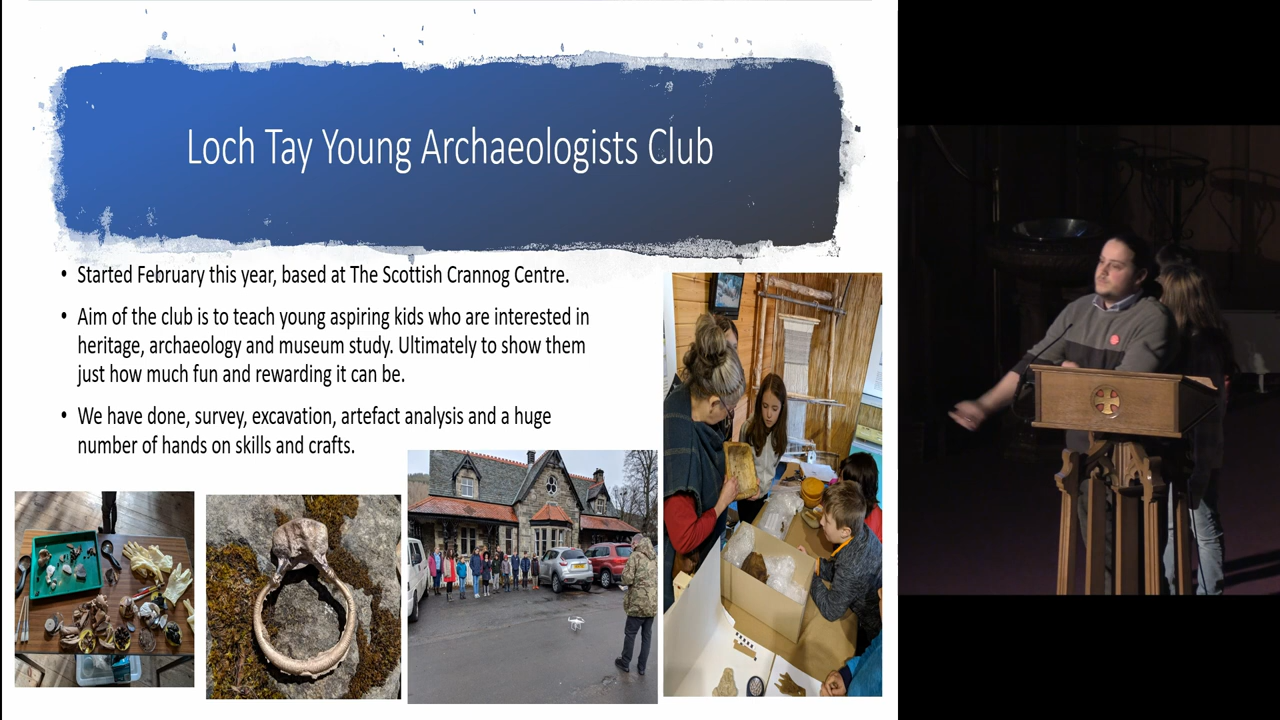 Loch Tay Young Archaeologists Club
• Started February this year, based at The Scottish Crannog Centre.
• Aim of the club is to teach young aspiring kids who are interested in
heritage, archaeology and museum study. Ultimately to show them
just how much fun and rewarding it can be.
• We have done, survey, excavation, artefact analysis and a huge
number of hands on skills and crafts.